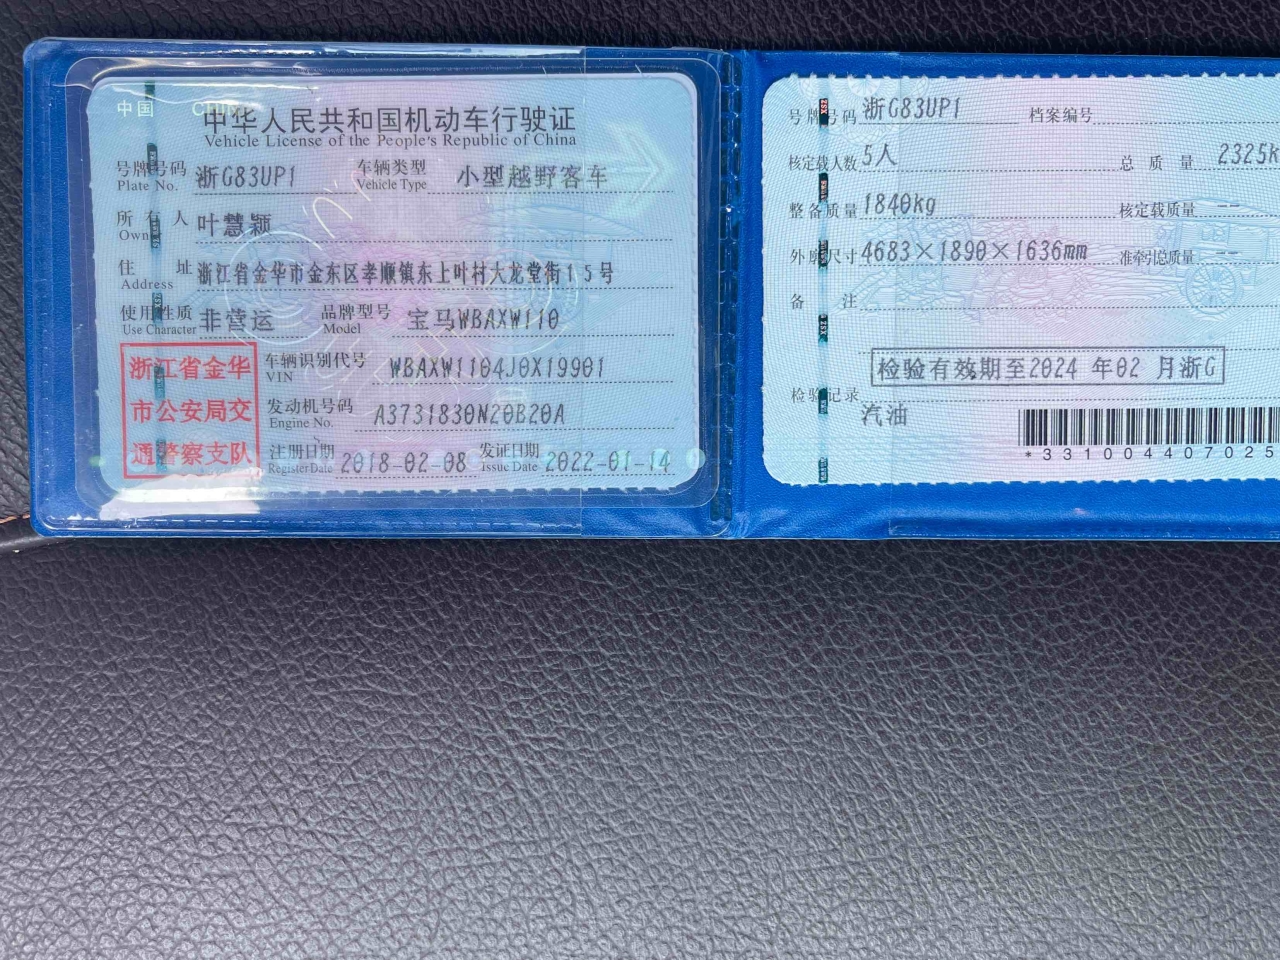 中国 CHINA
中华人民共和国机动车行驶证
Vehicle License of the People's Republic of China
号牌号码 浙G83UP1 车辆类型 小型越野客车
Plate No. Vehicle Type
所有人 叶慧颖
Owner
住址 浙江省金华市金东区孝顺镇东上叶村大龙堂街15号
Address
使用性质 非营运 品牌型号 宝马WBAXW110
Use Character Model
浙江省金华
市公安局交
通警察支队
车辆识别代号 WBAXW1104J0X19901
VIN
发动机号码 A3731830N20B20A
Engine No.
注册日期 2018-02-08 发证日期 2022-01-14
Register Date Issue Date
号牌号码 浙G83UP1 档案编号
核定载人数 5人 总质量 2325k
整备质量 1840kg 核定载质量 --
外廓尺寸 4683×1890×1636mm 准牵引总质量 --
备注
检验有效期至2024 年02 月浙G
检验记录
汽油
*331004407025